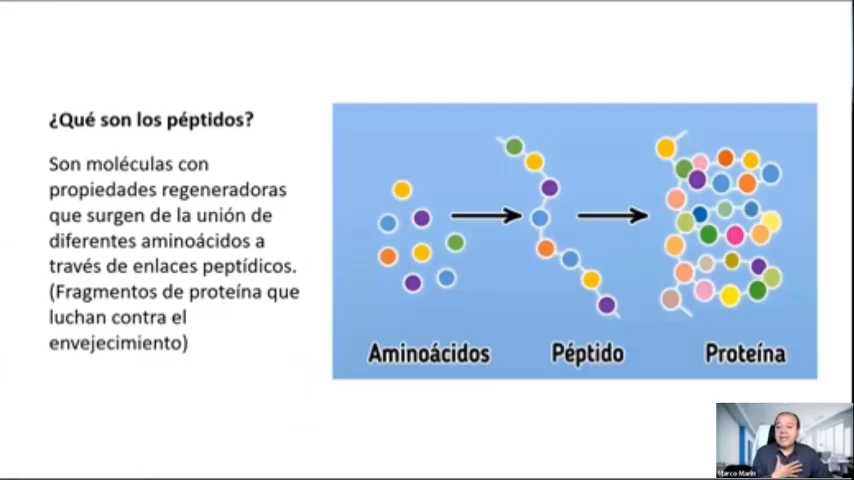 ¿Qué son los péptidos?
Son moléculas con
propiedades regeneradoras
que surgen de la unión de
diferentes aminoácidos a
través de enlaces peptídicos.
(Fragmentos de proteína que
luchan contra el
envejecimiento)
Aminoácidos
Péptido
Proteína
Marco Marin